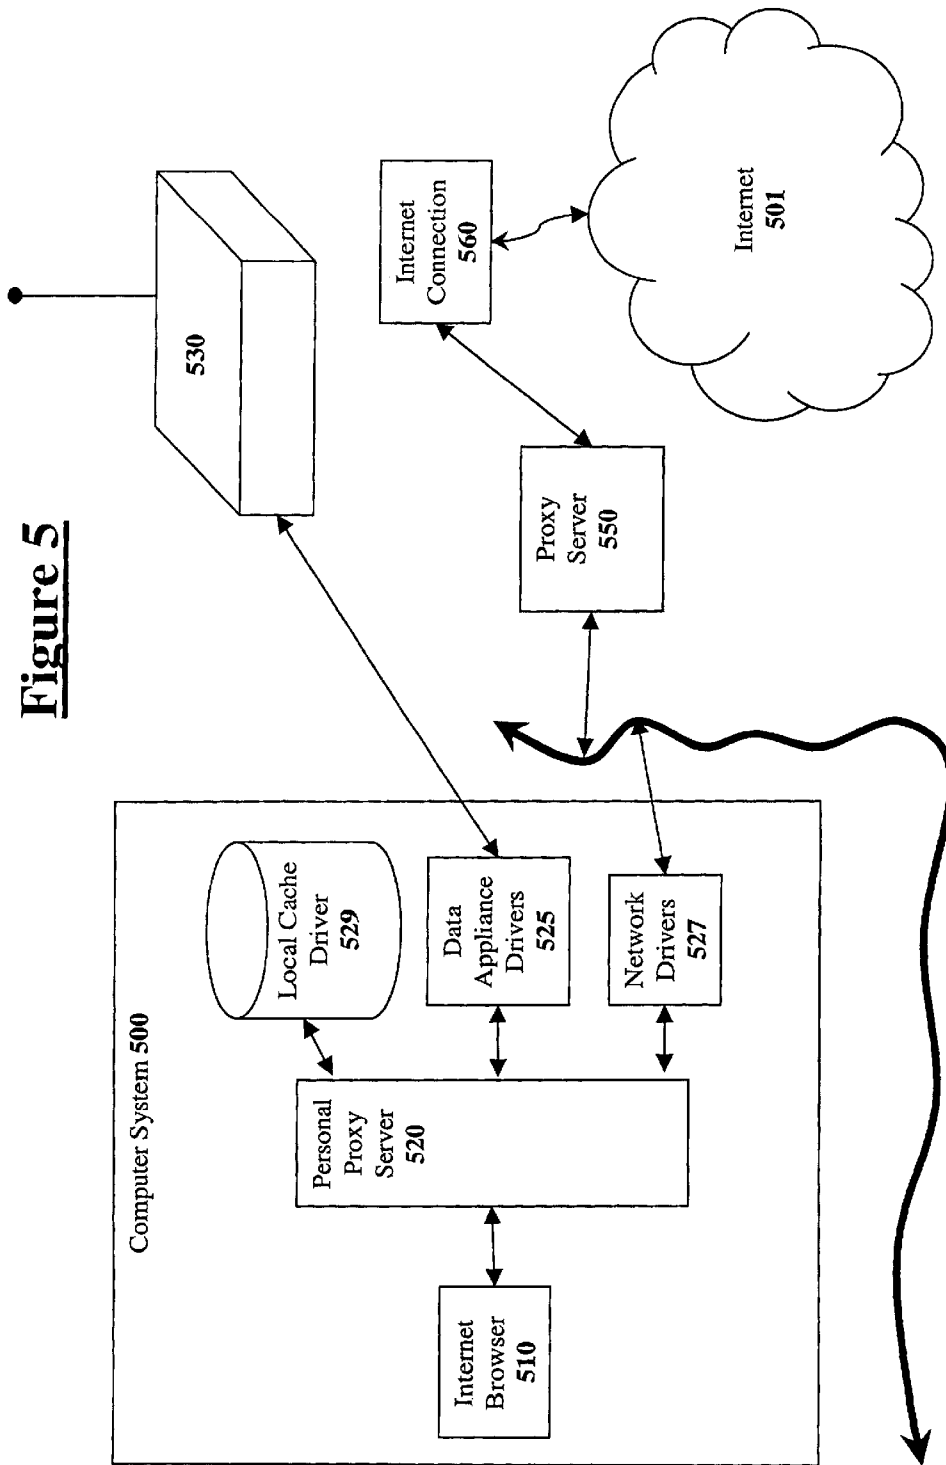 Figure 5
Computer System 500
Internet
Browser
510
Personal
Proxy
Server
520
Local Cache
Driver
529
Data
Appliance
Drivers
525
Network
Drivers
527
530
Proxy
Server
550
Internet
Connection
560
Internet
501